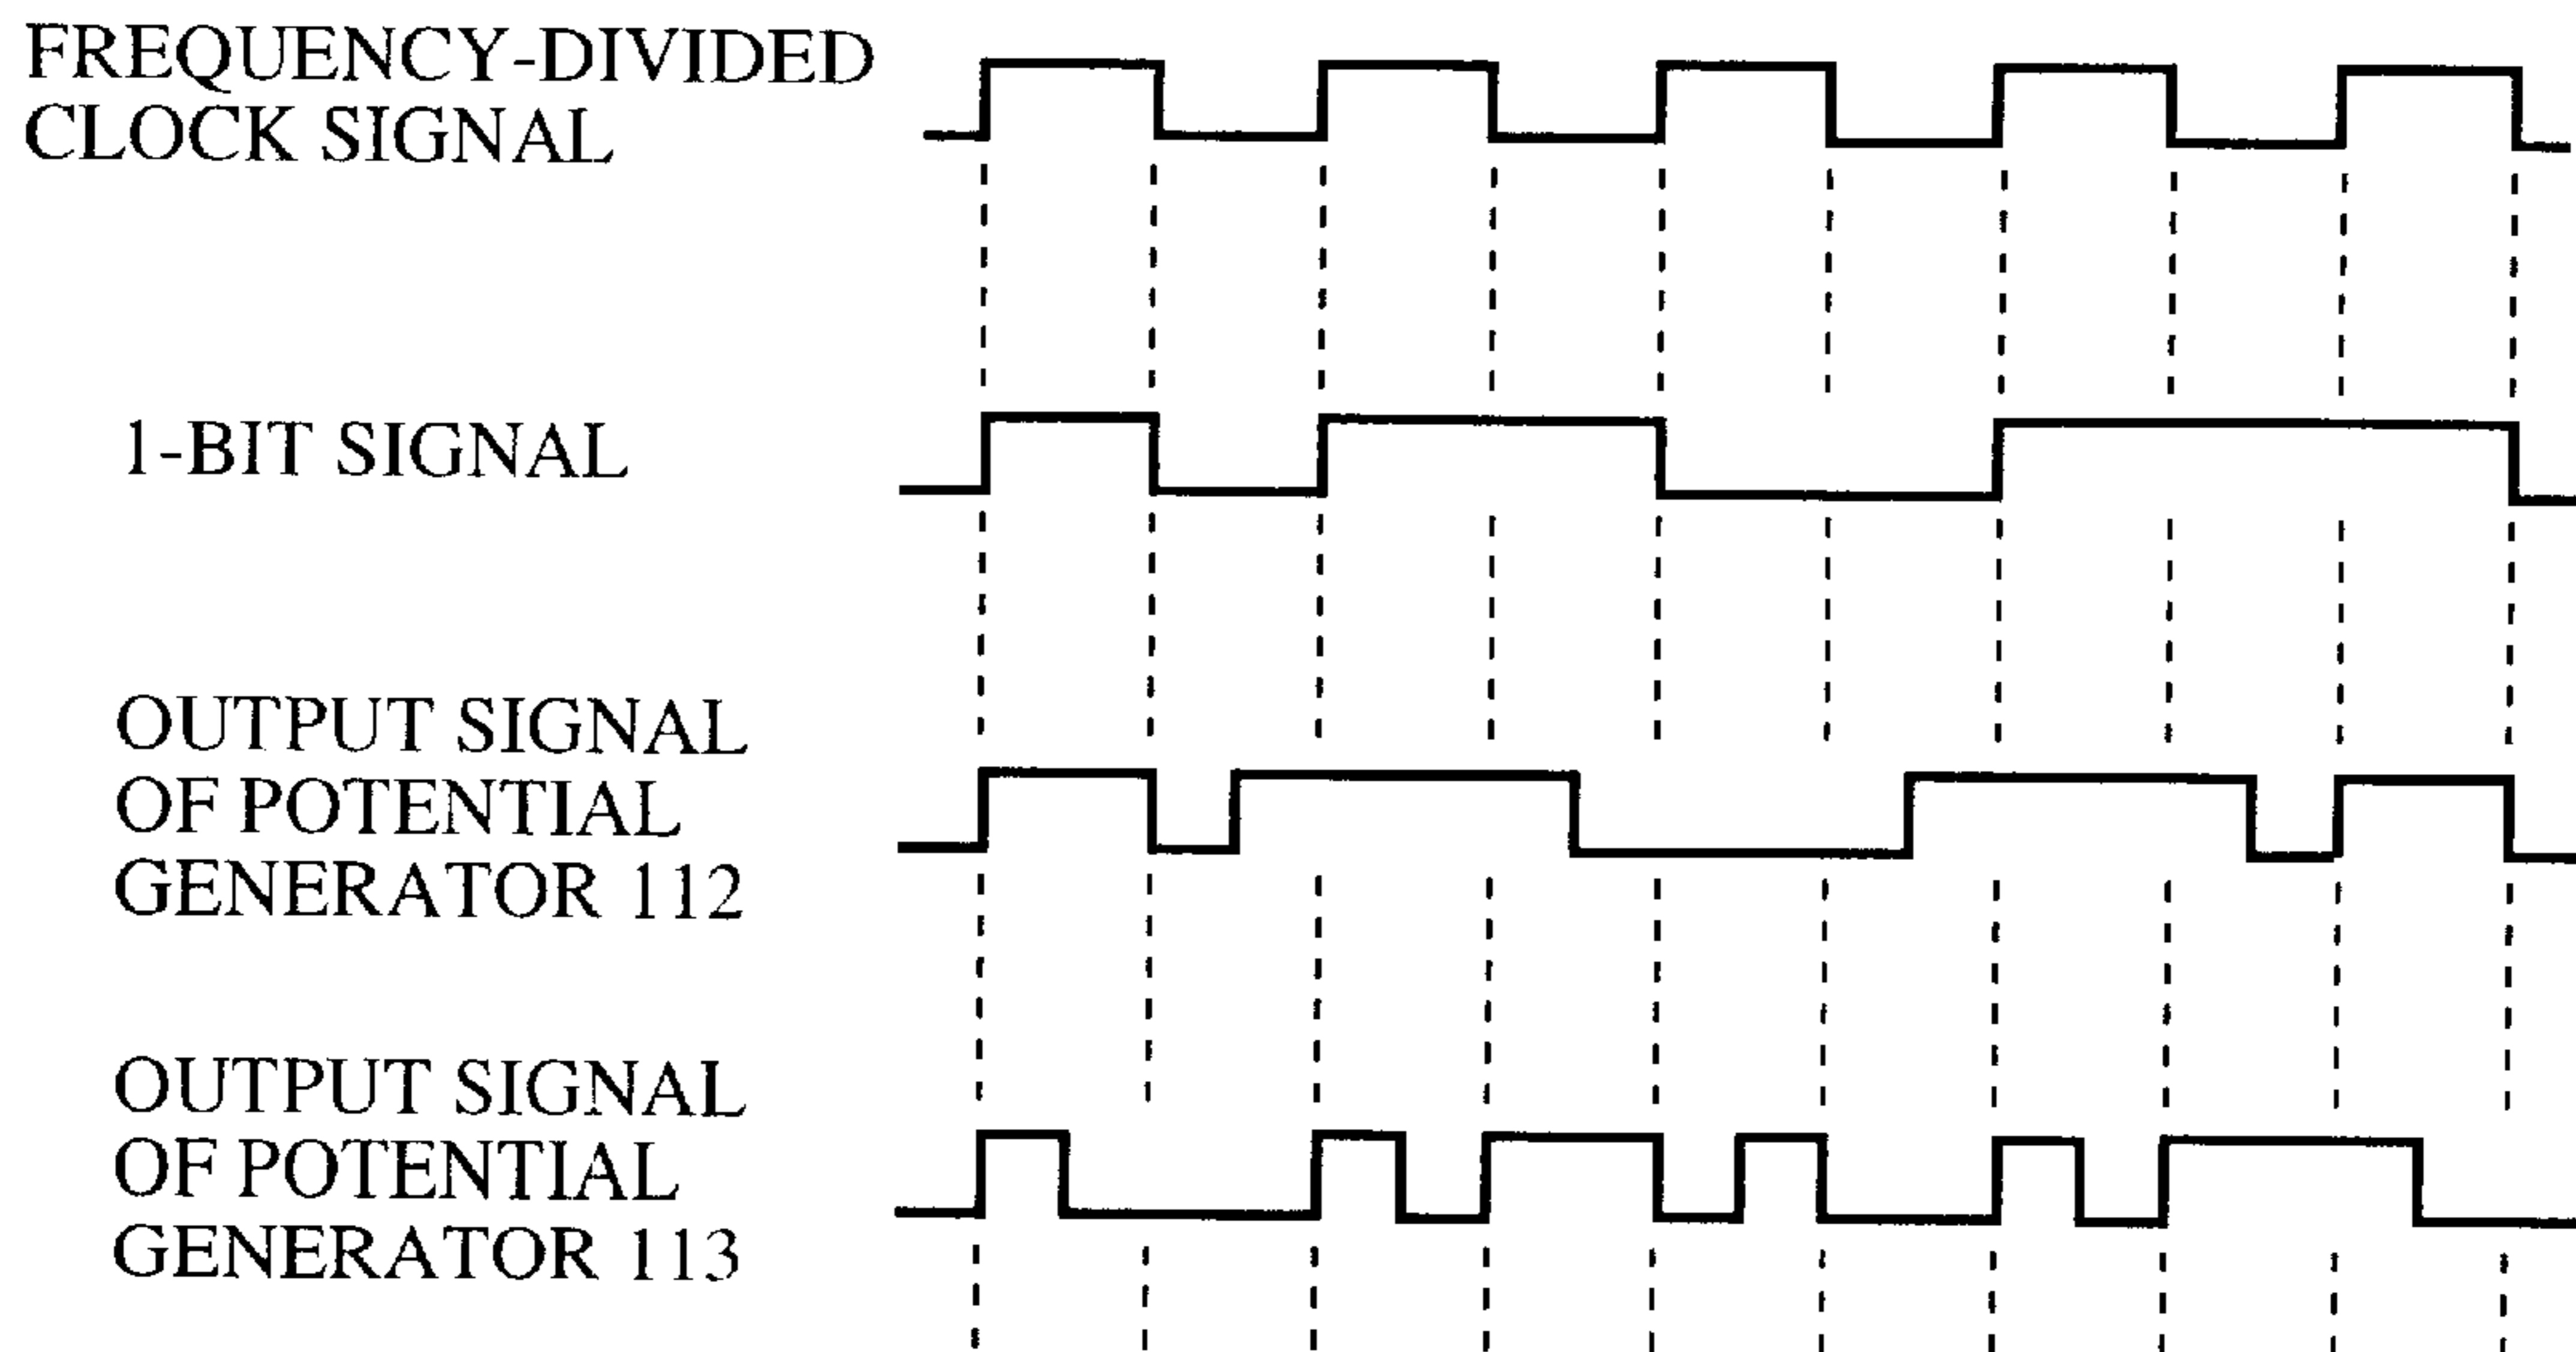 FREQUENCY-DIVIDED
CLOCK SIGNAL
1-BIT SIGNAL
OUTPUT SIGNAL
OF POTENTIAL
GENERATOR 112
OUTPUT SIGNAL
OF POTENTIAL
GENERATOR 113